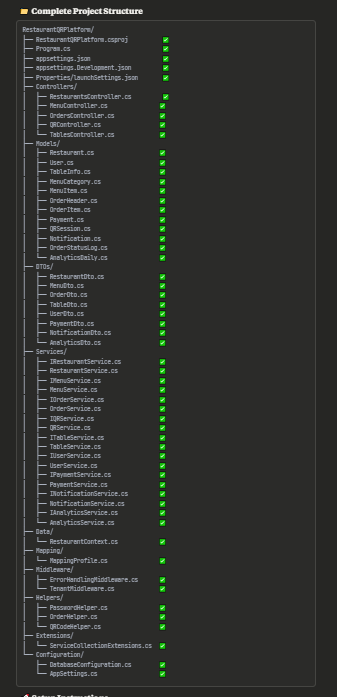 📂 Complete Project Structure
RestaurantQRPlatform/
├── RestaurantQRPlatform.csproj ✅
├── Program.cs ✅
├── appsettings.json ✅
├── appsettings.Development.json ✅
├── Properties/launchSettings.json ✅
├── Controllers/
│   ├── RestaurantsController.cs ✅
│   ├── MenuController.cs ✅
│   ├── OrdersController.cs ✅
│   ├── QRController.cs ✅
│   └── TablesController.cs ✅
├── Models/
│   ├── Restaurant.cs ✅
│   ├── User.cs ✅
│   ├── TableInfo.cs ✅
│   ├── MenuCategory.cs ✅
│   ├── MenuItem.cs ✅
│   ├── OrderHeader.cs ✅
│   ├── OrderItem.cs ✅
│   ├── Payment.cs ✅
│   ├── QRSession.cs ✅
│   ├── Notification.cs ✅
│   ├── OrderStatusLog.cs ✅
│   └── AnalyticsDaily.cs ✅
├── DTOs/
│   ├── RestaurantDto.cs ✅
│   ├── MenuDto.cs ✅
│   ├── OrderDto.cs ✅
│   ├── TableDto.cs ✅
│   ├── UserDto.cs ✅
│   ├── PaymentDto.cs ✅
│   ├── NotificationDto.cs ✅
│   └── AnalyticsDto.cs ✅
├── Services/
│   ├── IRestaurantService.cs ✅
│   ├── RestaurantService.cs ✅
│   ├── IMenuService.cs ✅
│   ├── MenuService.cs ✅
│   ├── IOrderService.cs ✅
│   ├── OrderService.cs ✅
│   ├── IQRService.cs ✅
│   ├── QRService.cs ✅
│   ├── ITableService.cs ✅
│   ├── TableService.cs ✅
│   ├── IUserService.cs ✅
│   ├── UserService.cs ✅
│   ├── IPaymentService.cs ✅
│   ├── PaymentService.cs ✅
│   ├── INotificationService.cs ✅
│   ├── NotificationService.cs ✅
│   ├── IAnalyticsService.cs ✅
│   └── AnalyticsService.cs ✅
├── Data/
│   └── RestaurantContext.cs ✅
├── Mapping/
│   └── MappingProfile.cs ✅
├── Middleware/
│   ├── ErrorHandlingMiddleware.cs ✅
│   └── TenantMiddleware.cs ✅
├── Helpers/
│   ├── PasswordHelper.cs ✅
│   ├── OrderHelper.cs ✅
│   └── QRCodeHelper.cs ✅
├── Extensions/
│   └── ServiceCollectionExtensions.cs ✅
└── Configuration/
    ├── DatabaseConfiguration.cs ✅
    └── AppSettings.cs ✅